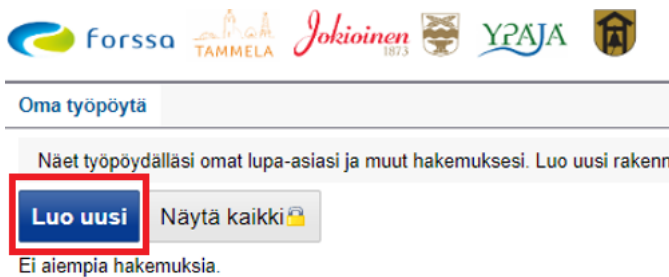 Forssa TAMMELA Jokioinen 1873 YPÄJÄ
Oma työpöytä
Näet työpöydälläsi omat lupa-asiasi ja muut hakemuksesi. Luo uusi rakenn
Luo uusi Näytä kaikki
Ei aiempia hakemuksia.